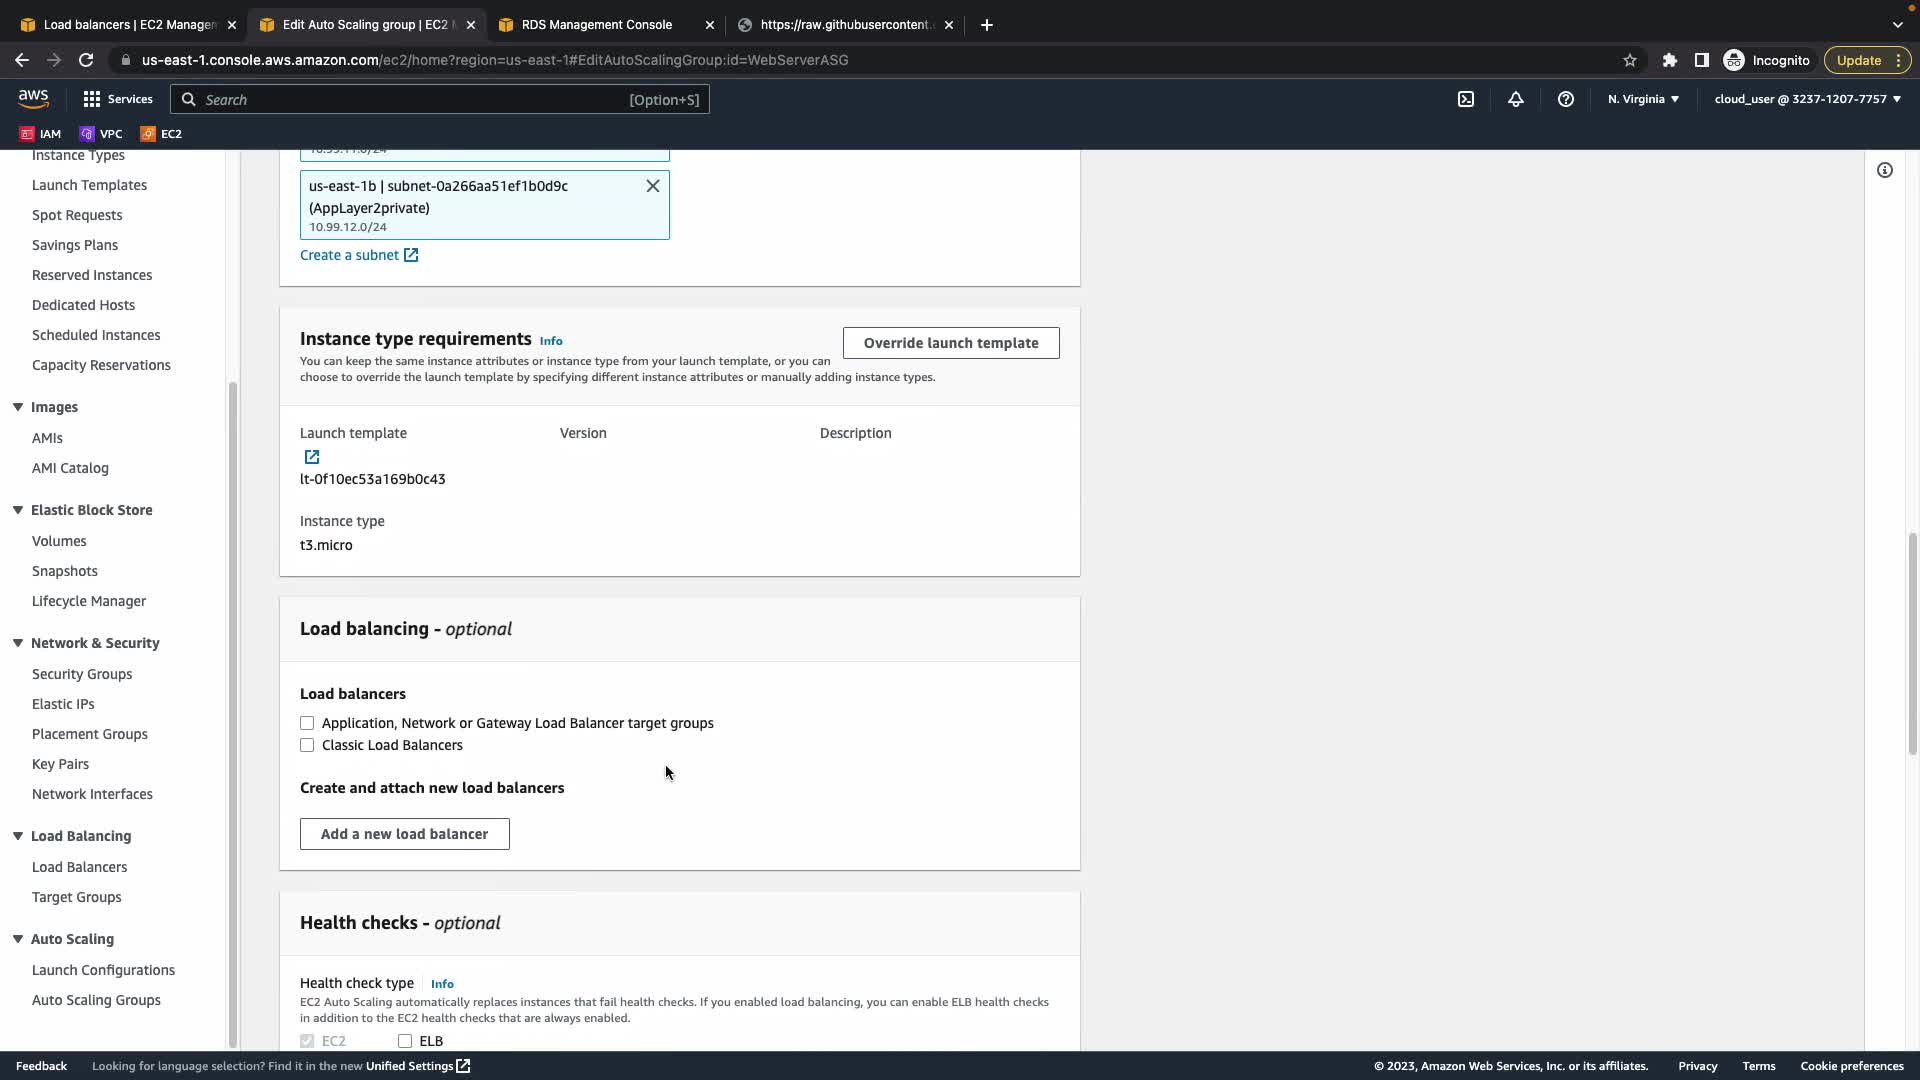 Load balancers | EC2 Managem
Edit Auto Scaling group | EC2 M
RDS Management Console
https://raw.githubusercontent.
us-east-1.console.aws.amazon.com/ec2/home?region=us-east-1#EditAutoScalingGroup:id=WebServerASG
Incognito
Update
aws
Services
Search
[Option+S]
N. Virginia
cloud_user @ 3237-1207-7757
IAM
VPC
EC2
Instance Types
Launch Templates
Spot Requests
Savings Plans
Reserved Instances
Dedicated Hosts
Scheduled Instances
Capacity Reservations
Images
AMIs
AMI Catalog
Elastic Block Store
Volumes
Snapshots
Lifecycle Manager
Network & Security
Security Groups
Elastic IPs
Placement Groups
Key Pairs
Network Interfaces
Load Balancing
Load Balancers
Target Groups
Auto Scaling
Launch Configurations
Auto Scaling Groups
us-east-1b | subnet-0a266aa51ef1b0d9c
(AppLayer2private)
10.99.12.0/24
Create a subnet
Instance type requirements Info
Override launch template
You can keep the same instance attributes or instance type from your launch template, or you can
choose to override the launch template by specifying different instance attributes or manually adding instance types.
Launch template
Version
Description
lt-0f10ec53a169b0c43
Instance type
t3.micro
Load balancing - optional
Load balancers
Application, Network or Gateway Load Balancer target groups
Classic Load Balancers
Create and attach new load balancers
Add a new load balancer
Health checks - optional
Health check type Info
EC2 Auto Scaling automatically replaces instances that fail health checks. If you enabled load balancing, you can enable ELB health checks
in addition to the EC2 health checks that are always enabled.
EC2
ELB
Feedback
Looking for language selection? Find it in the new Unified Settings
© 2023, Amazon Web Services, Inc. or its affiliates.
Privacy
Terms
Cookie preferences